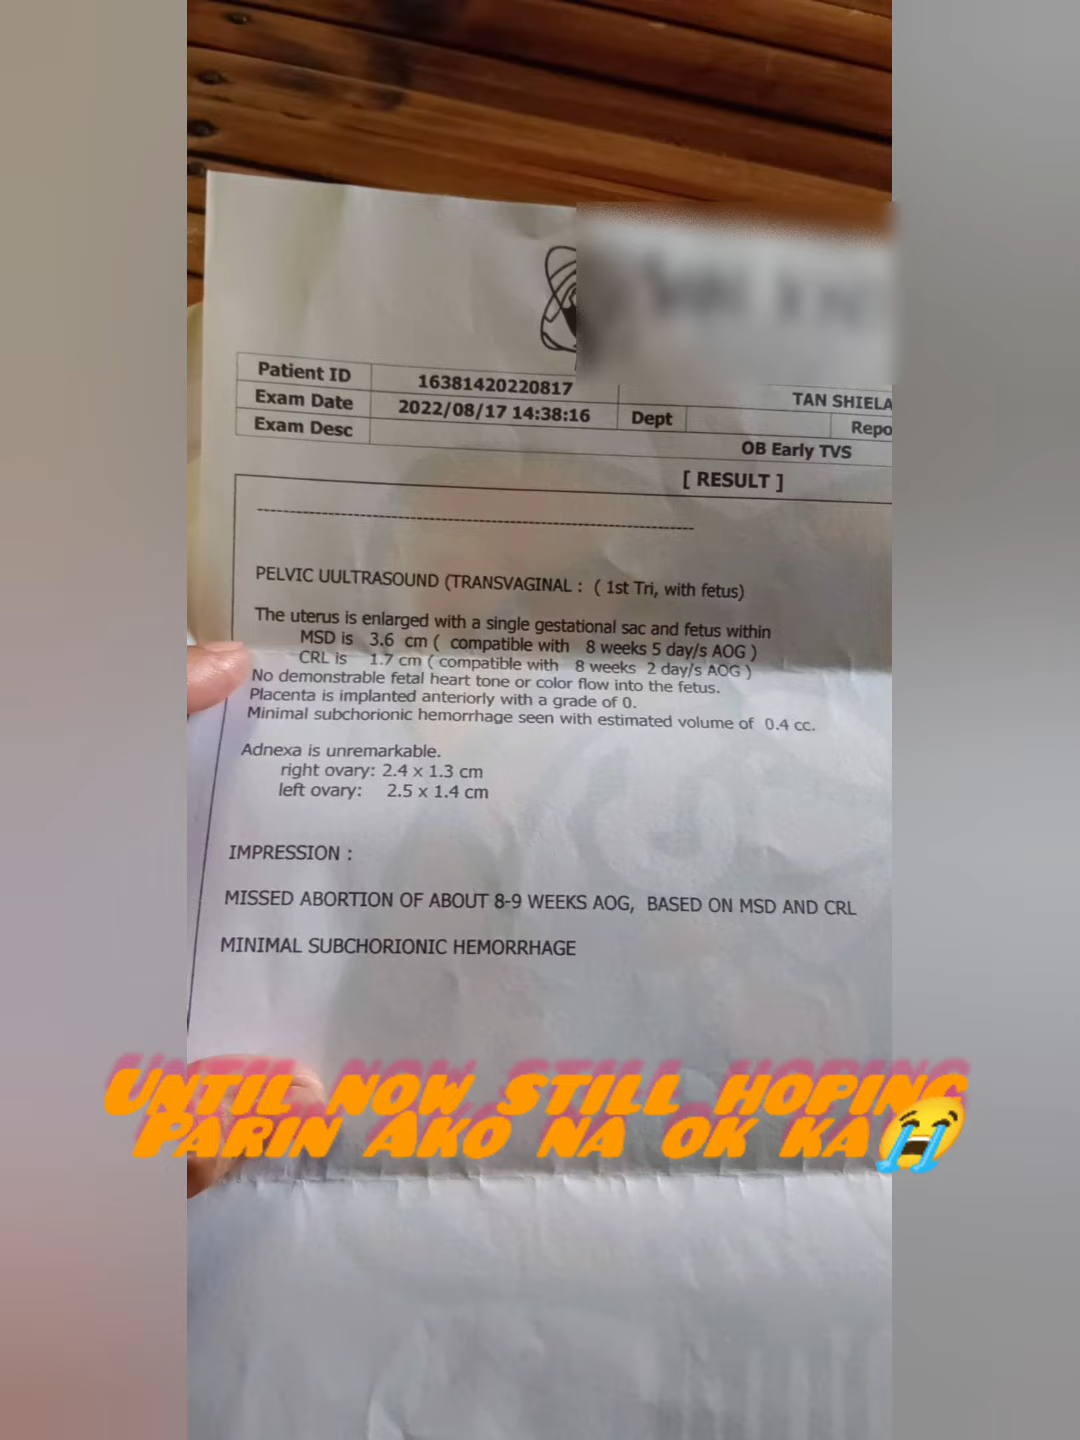 Patient ID 16381420220817 TAN SHIELA
Exam Date 2022/08/17 14:38:16 Dept Repo
Exam Desc OB Early TVS
[ RESULT ]
------------------------------------------------------------
PELVIC UULTRASOUND (TRANSVAGINAL : ( 1st Tri, with fetus)
The uterus is enlarged with a single gestational sac and fetus within
MSD is 3.6 cm ( compatible with 8 weeks 5 day/s AOG )
CRL is 1.7 cm ( compatible with 8 weeks 2 day/s AOG )
No demonstrable fetal heart tone or color flow into the fetus.
Placenta is implanted anteriorly with a grade of 0.
Minimal subchorionic hemorrhage seen with estimated volume of 0.4 cc.
Adnexa is unremarkable.
right ovary: 2.4 x 1.3 cm
left ovary: 2.5 x 1.4 cm
IMPRESSION :
MISSED ABORTION OF ABOUT 8-9 WEEKS AOG, BASED ON MSD AND CRL
MINIMAL SUBCHORIONIC HEMORRHAGE
UNTIL NOW STILL HOPING
PARIN AKO NA OK KA😭